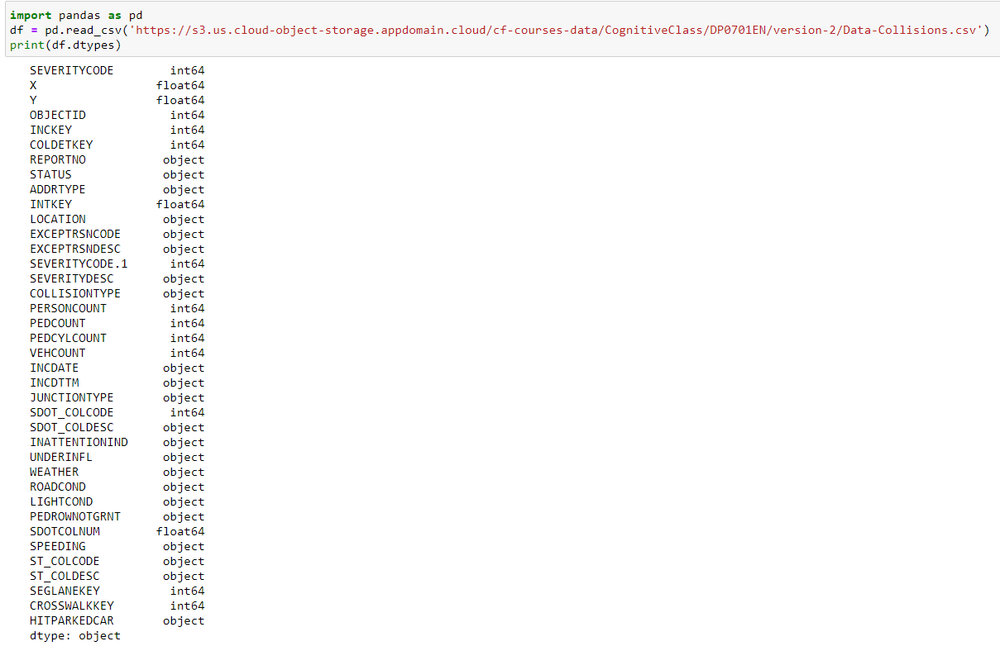 import pandas as pd
df = pd.read_csv('https://s3.us.cloud-object-storage.appdomain.cloud/cf-courses-data/CognitiveClass/DP0701EN/version-2/Data-Collisions.csv')
print(df.dtypes)
SEVERITYCODE int64
X float64
Y float64
OBJECTID int64
INCKEY int64
COLDETKEY int64
REPORTNO object
STATUS object
ADDRTYPE object
INTKEY float64
LOCATION object
EXCEPTRSNCODE object
EXCEPTRSNDESC object
SEVERITYCODE.1 int64
SEVERITYDESC object
COLLISIONTYPE object
PERSONCOUNT int64
PEDCOUNT int64
PEDCYLCOUNT int64
VEHCOUNT int64
INCDATE object
INCDTTM object
JUNCTIONTYPE object
SDOT_COLCODE int64
SDOT_COLDESC object
INATTENTIONIND object
UNDERINFL object
WEATHER object
ROADCOND object
LIGHTCOND object
PEDROWNOTGRNT object
SDOTCOLNUM float64
SPEEDING object
ST_COLCODE object
ST_COLDESC object
SEGLANEKEY int64
CROSSWALKKEY int64
HITPARKEDCAR object
dtype: object